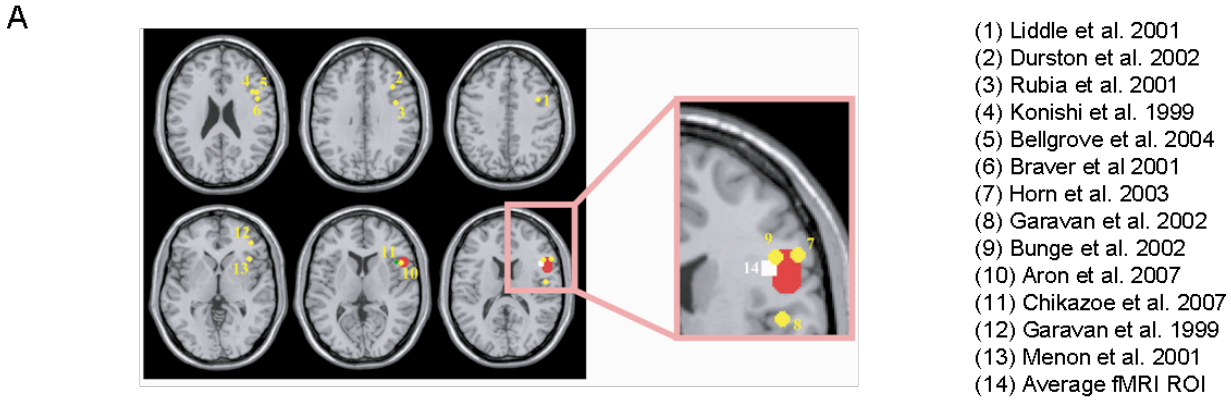 A
4 5
6
2
3
1
12
13
11
10
9 7
14
8
(1) Liddle et al. 2001
(2) Durston et al. 2002
(3) Rubia et al. 2001
(4) Konishi et al. 1999
(5) Bellgrove et al. 2004
(6) Braver et al 2001
(7) Horn et al. 2003
(8) Garavan et al. 2002
(9) Bunge et al. 2002
(10) Aron et al. 2007
(11) Chikazoe et al. 2007
(12) Garavan et al. 1999
(13) Menon et al. 2001
(14) Average fMRI ROI